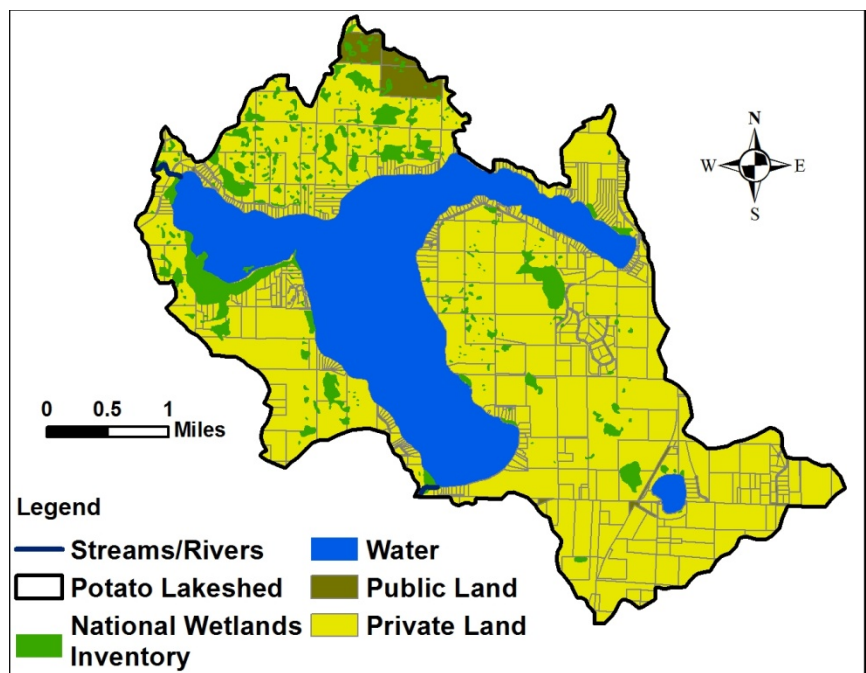 N
W E
S
0 0.5 1
Miles
Legend
Streams/Rivers
Water
Potato Lakeshed
Public Land
National Wetlands
Inventory
Private Land